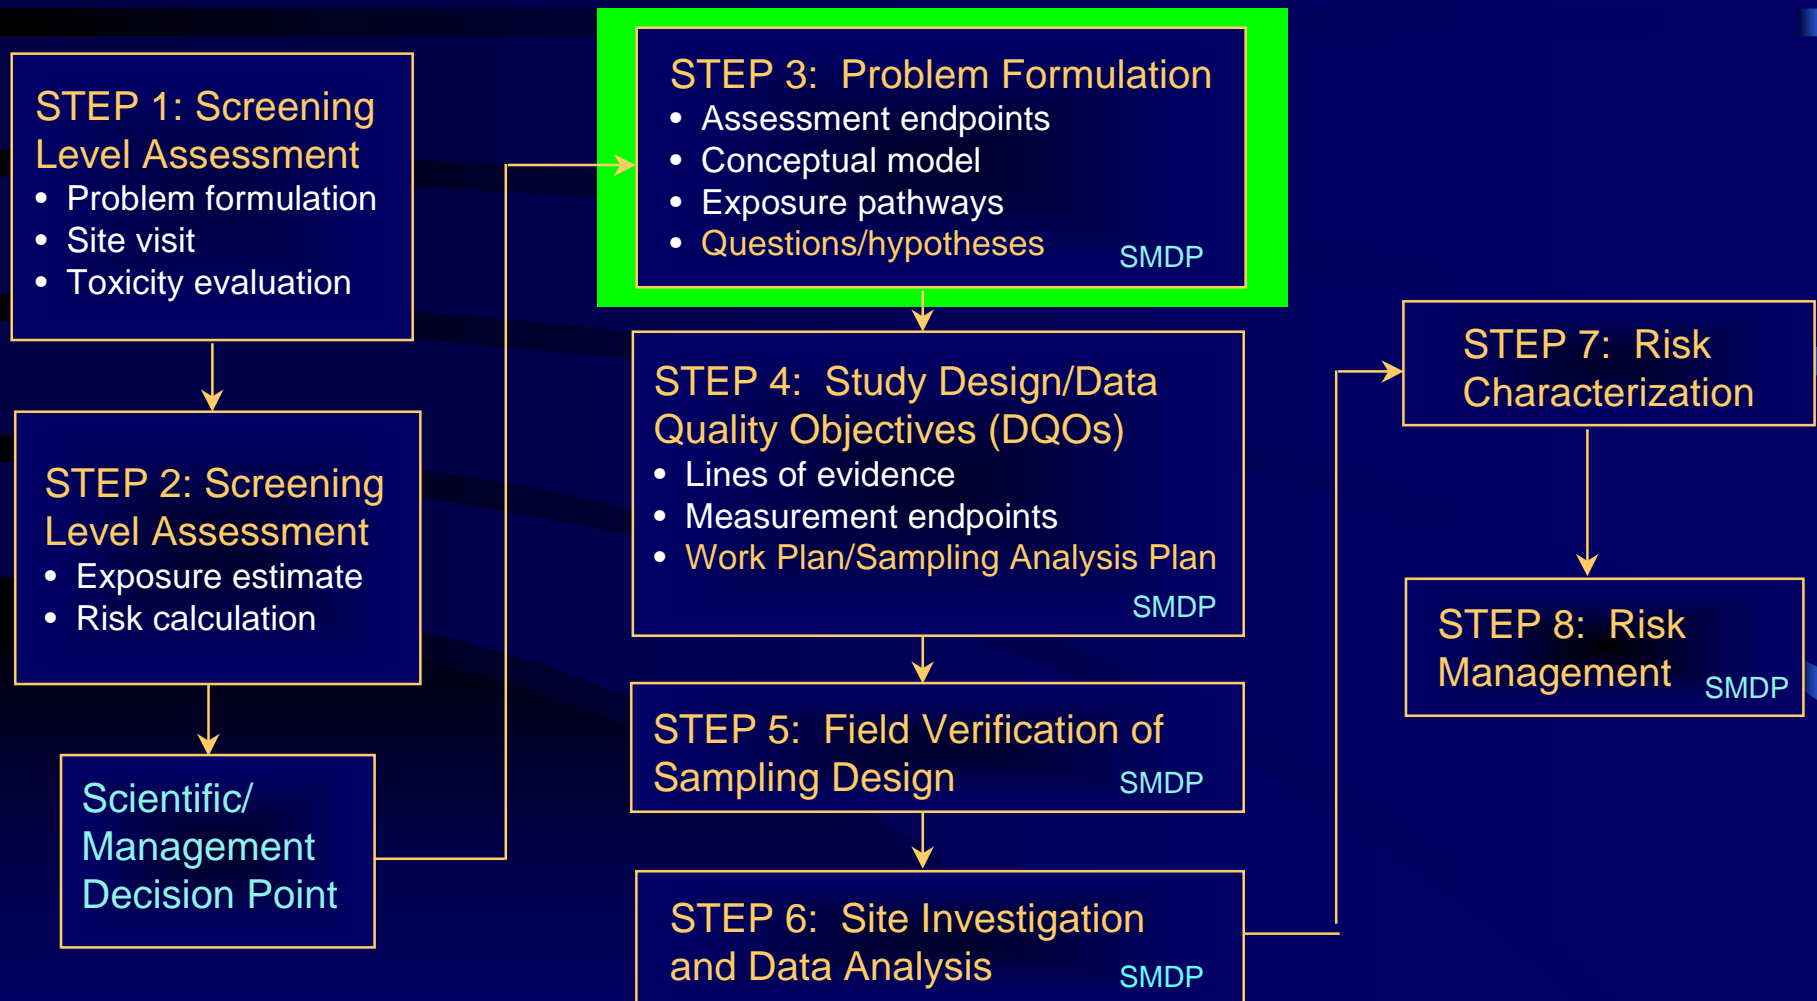 STEP 1: Screening
Level Assessment
• Problem formulation
• Site visit
• Toxicity evaluation
STEP 2: Screening
Level Assessment
• Exposure estimate
• Risk calculation
Scientific/
Management
Decision Point
STEP 3: Problem Formulation
• Assessment endpoints
• Conceptual model
• Exposure pathways
• Questions/hypotheses
SMDP
STEP 4: Study Design/Data
Quality Objectives (DQOs)
• Lines of evidence
• Measurement endpoints
• Work Plan/Sampling Analysis Plan
SMDP
STEP 5: Field Verification of
Sampling Design
SMDP
STEP 6: Site Investigation
and Data Analysis
SMDP
STEP 7: Risk
Characterization
STEP 8: Risk
Management
SMDP